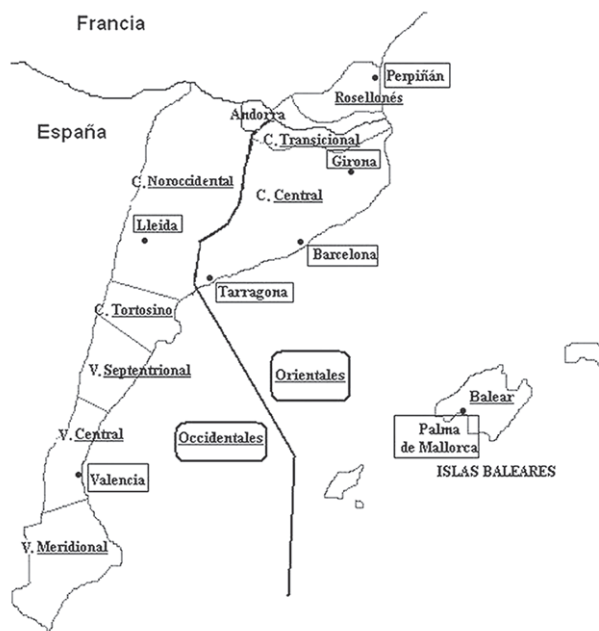 Francia
Perpiñán
Rosellonés
Andorra
España
C. Transicional
Girona
C. Noroccidental
C. Central
Lleida
Barcelona
Tarragona
C. Tortosino
V. Septentrional
Orientales
Balear
V. Central
Occidentales
Palma
de Mallorca
ISLAS BALEARES
Valencia
V. Meridional